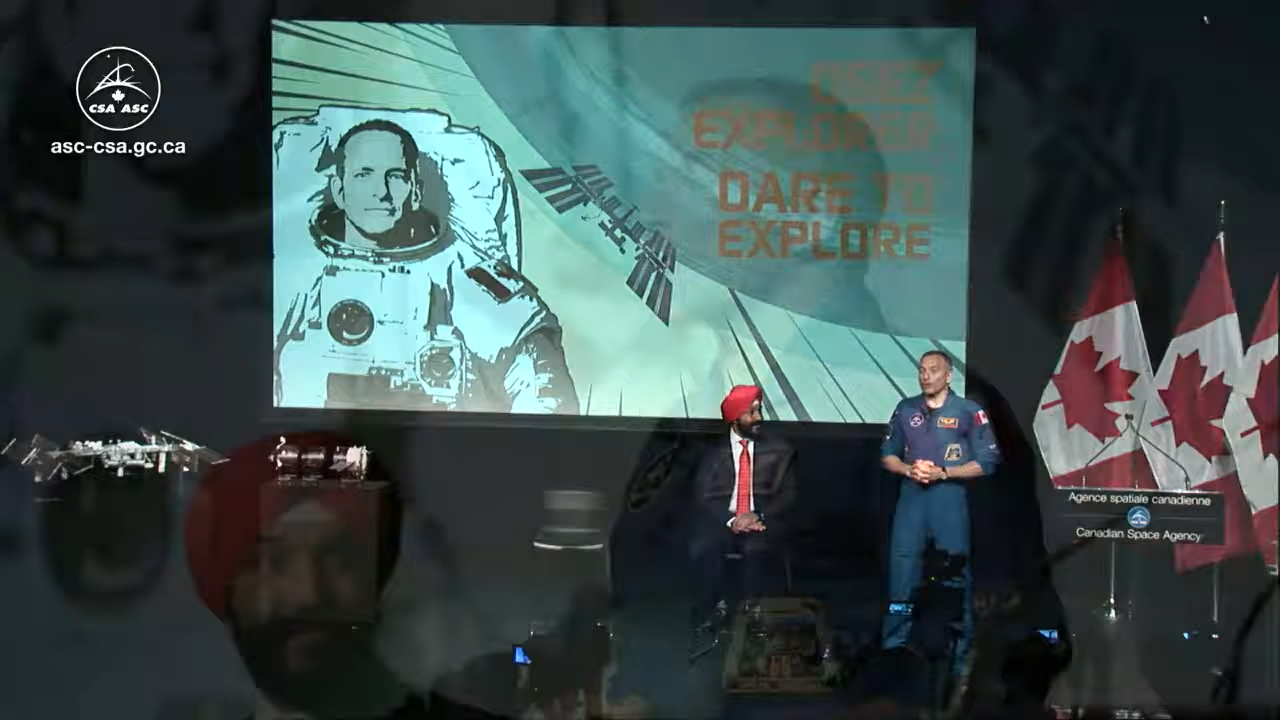 CSA ASC
asc-csa.gc.ca
OSEZ
EXPLORER
DARE TO
EXPLORE
Agence spatiale canadienne
Canadian Space Agency